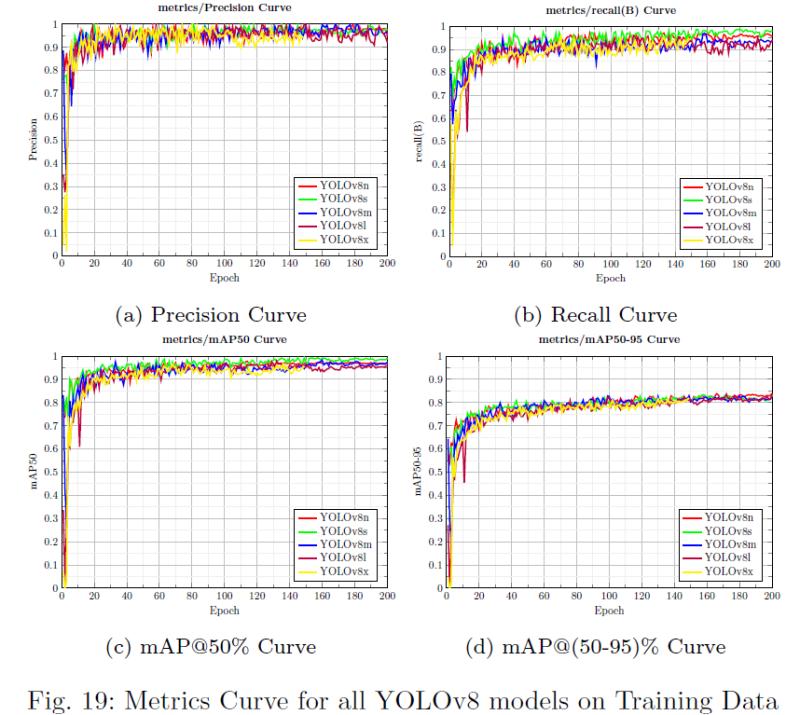 metrics/Precision Curve
1
0.9
0.8
0.7
0.6
0.5
0.4
0.3
0.2
0.1
0
Precision
0 20 40 60 80 100 120 140 160 180 200
Epoch
YOLOv8n
YOLOv8s
YOLOv8m
YOLOv8l
YOLOv8x
(a) Precision Curve
metrics/recall(B) Curve
1
0.9
0.8
0.7
0.6
0.5
0.4
0.3
0.2
0.1
0
recall(B)
0 20 40 60 80 100 120 140 160 180 200
Epoch
YOLOv8n
YOLOv8s
YOLOv8m
YOLOv8l
YOLOv8x
(b) Recall Curve
metrics/mAP50 Curve
1
0.9
0.8
0.7
0.6
0.5
0.4
0.3
0.2
0.1
0
mAP50
0 20 40 60 80 100 120 140 160 180 200
Epoch
YOLOv8n
YOLOv8s
YOLOv8m
YOLOv8l
YOLOv8x
(c) mAP@50% Curve
metrics/mAP50-95 Curve
1
0.9
0.8
0.7
0.6
0.5
0.4
0.3
0.2
0.1
0
mAP50-95
0 20 40 60 80 100 120 140 160 180 200
Epoch
YOLOv8n
YOLOv8s
YOLOv8m
YOLOv8l
YOLOv8x
(d) mAP@(50-95)% Curve
Fig. 19: Metrics Curve for all YOLOv8 models on Training Data